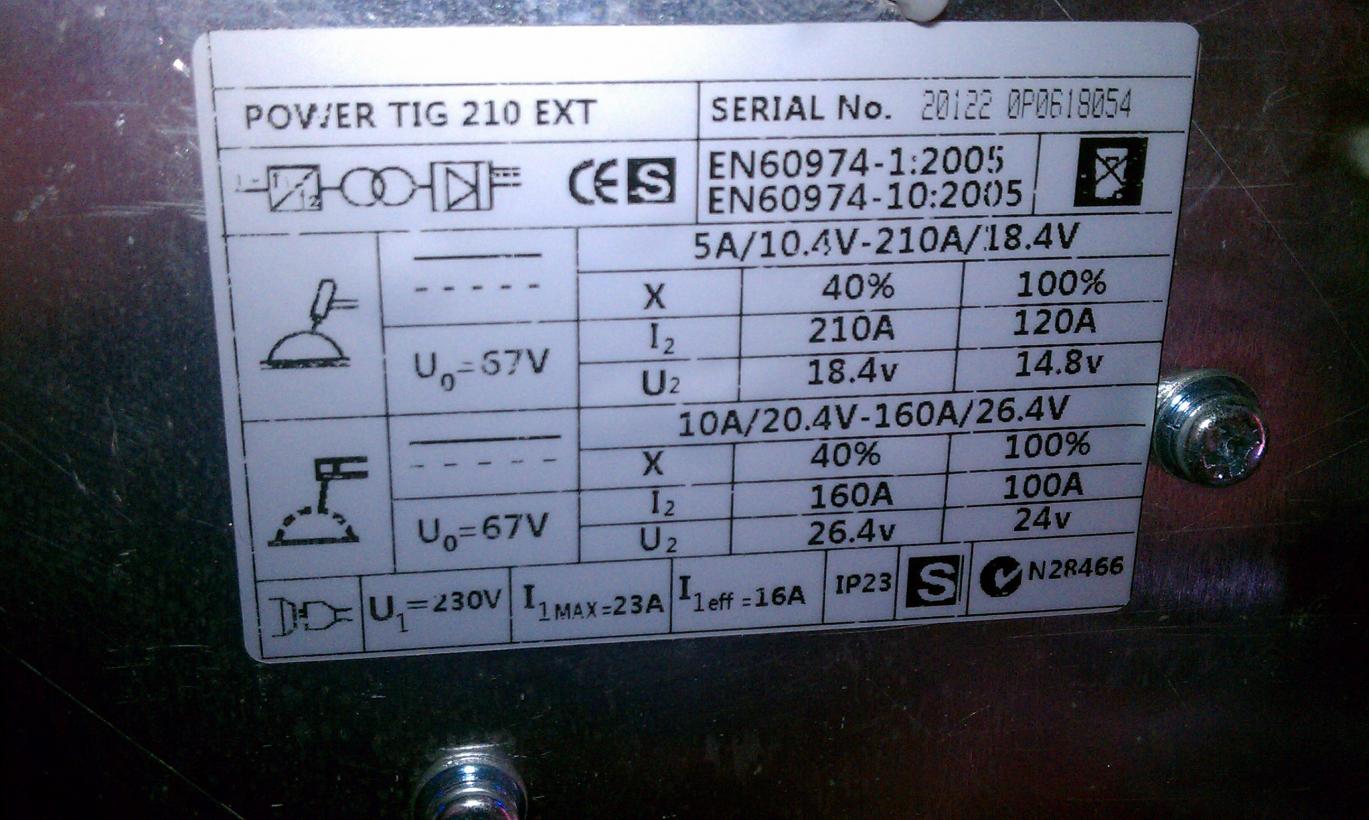 POWER TIG 210 EXT
SERIAL No. 20122 0P0618054
CE S
EN60974-1:2005
EN60974-10:2005
5A/10.4V-210A/18.4V
X 40% 100%
I2 210A 120A
U0=67V
U2 18.4v 14.8v
10A/20.4V-160A/26.4V
X 40% 100%
I2 160A 100A
U0=67V
U2 26.4v 24v
U1=230V I1MAX=23A I1eff=16A IP23 S N28466